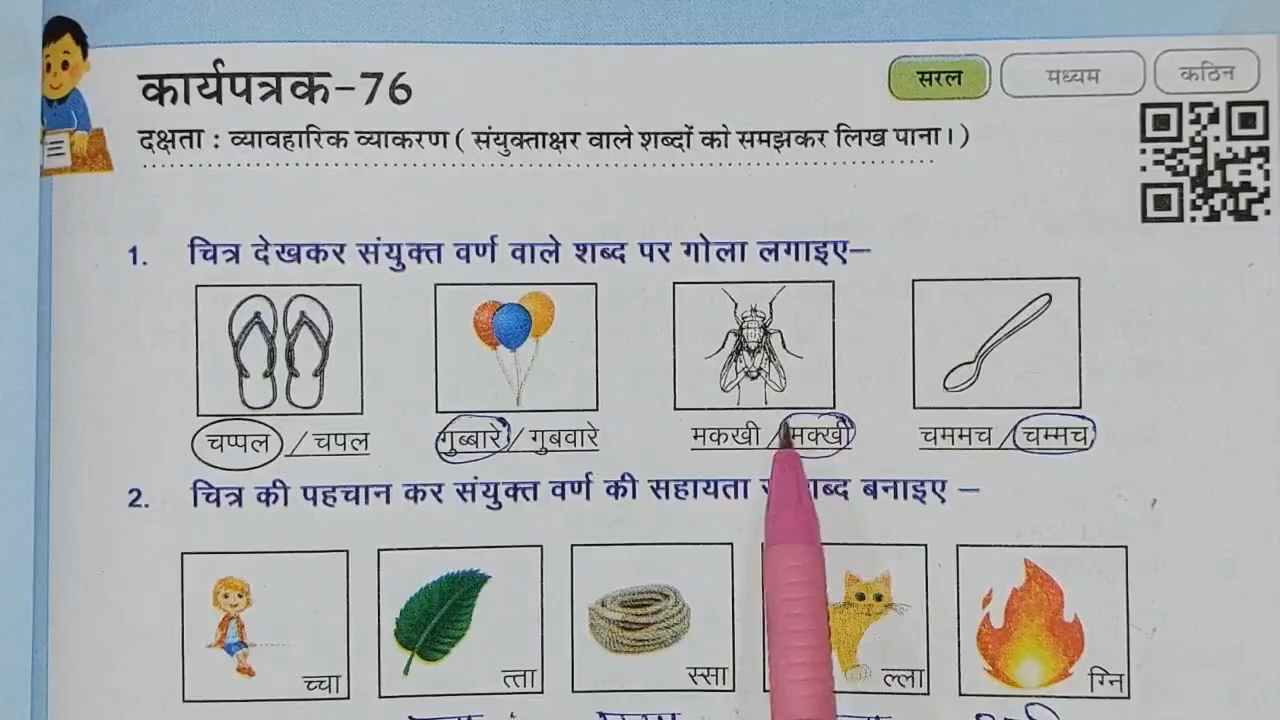 कार्यपत्रक-76
सरल मध्यम कठिन
दक्षता : व्यावहारिक व्याकरण ( संयुक्ताक्षर वाले शब्दों को समझकर लिख पाना। )
1. चित्र देखकर संयुक्त वर्ण वाले शब्द पर गोला लगाइए–
चप्पल / चपल गुब्बारे / गुबवारे मकखी / मक्खी चममच / चम्मच
2. चित्र की पहचान कर संयुक्त वर्ण की सहायता बनाइए –
च्चा त्ता स्सा ल्ला ग्नि